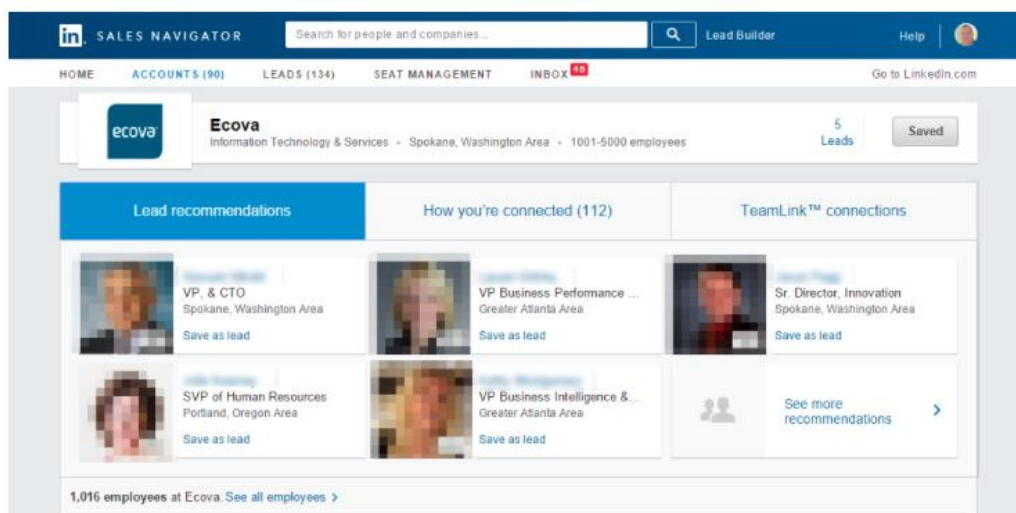 in. SALES NAVIGATOR
Search for people and companies...
Lead Builder
Help
HOME ACCOUNTS (90) LEADS (134) SEAT MANAGEMENT INBOX 40 Go to LinkedIn.com
ecova
Ecova
Information Technology & Services • Spokane, Washington Area • 1001-5000 employees
5
Leads
Saved
Lead recommendations
How you're connected (112)
TeamLink™ connections
VP, & CTO
Spokane, Washington Area
Save as lead
VP Business Performance ...
Greater Atlanta Area
Save as lead
Sr. Director, Innovation
Spokane, Washington Area
Save as lead
SVP of Human Resources
Portland, Oregon Area
Save as lead
VP Business Intelligence &...
Greater Atlanta Area
Save as lead
See more
recommendations
1,016 employees at Ecova. See all employees